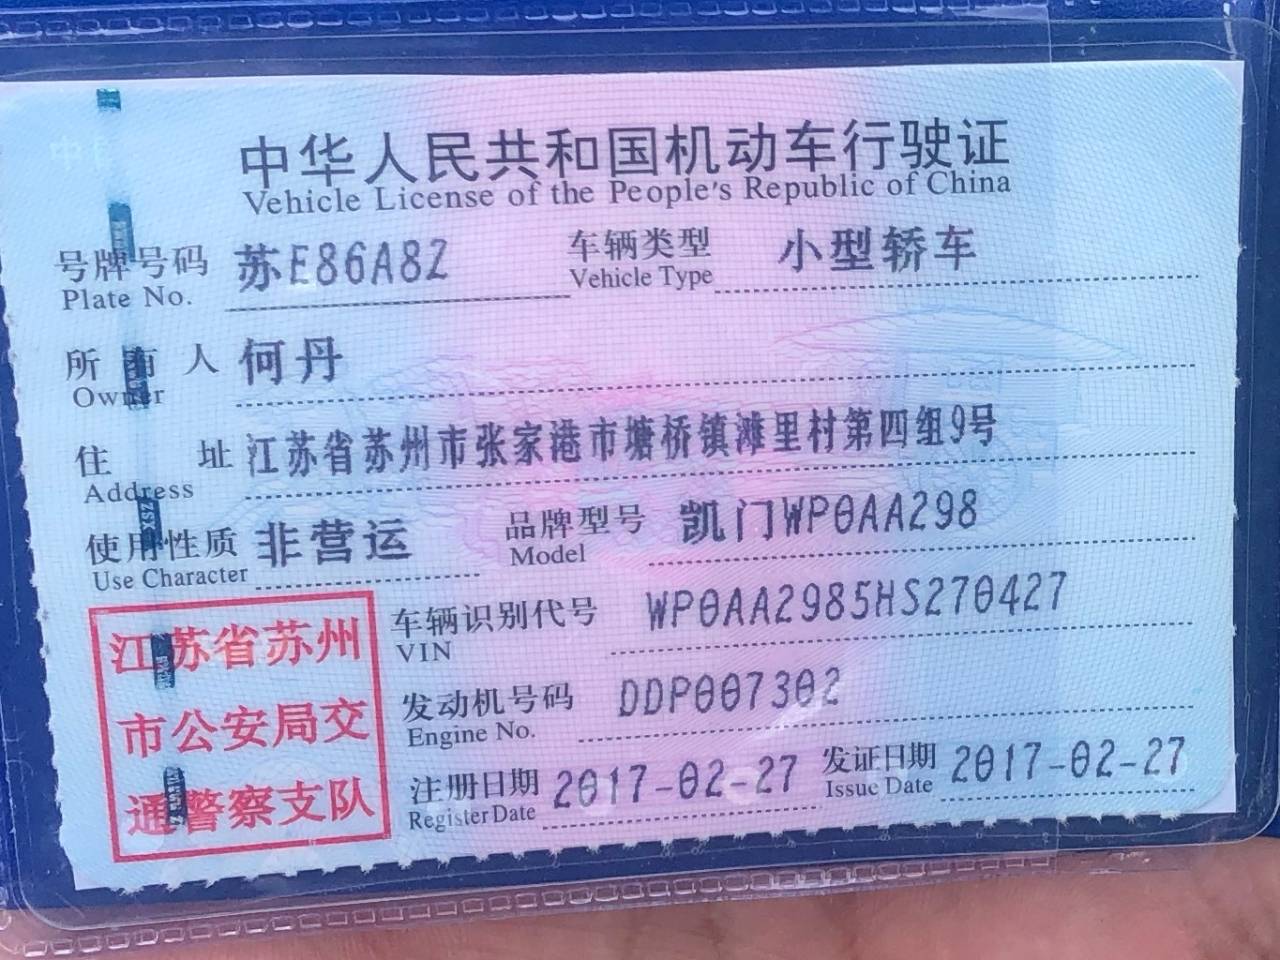 中华人民共和国机动车行驶证
Vehicle License of the People's Republic of China
号牌号码 苏E86A8Z 车辆类型 小型轿车
Plate No. Vehicle Type
所有人 何丹
Owner
住址 江苏省苏州市张家港市塘桥镇滩里村第四组9号
Address
使用性质 非营运 品牌型号 凯门WP0AA298
Use Character Model
车辆识别代号 WP0AA2985HS270427
VIN
发动机号码 DDP007302
Engine No.
注册日期 2017-02-27 发证日期 2017-02-27
Register Date Issue Date
江苏省苏州
市公安局交
通警察支队